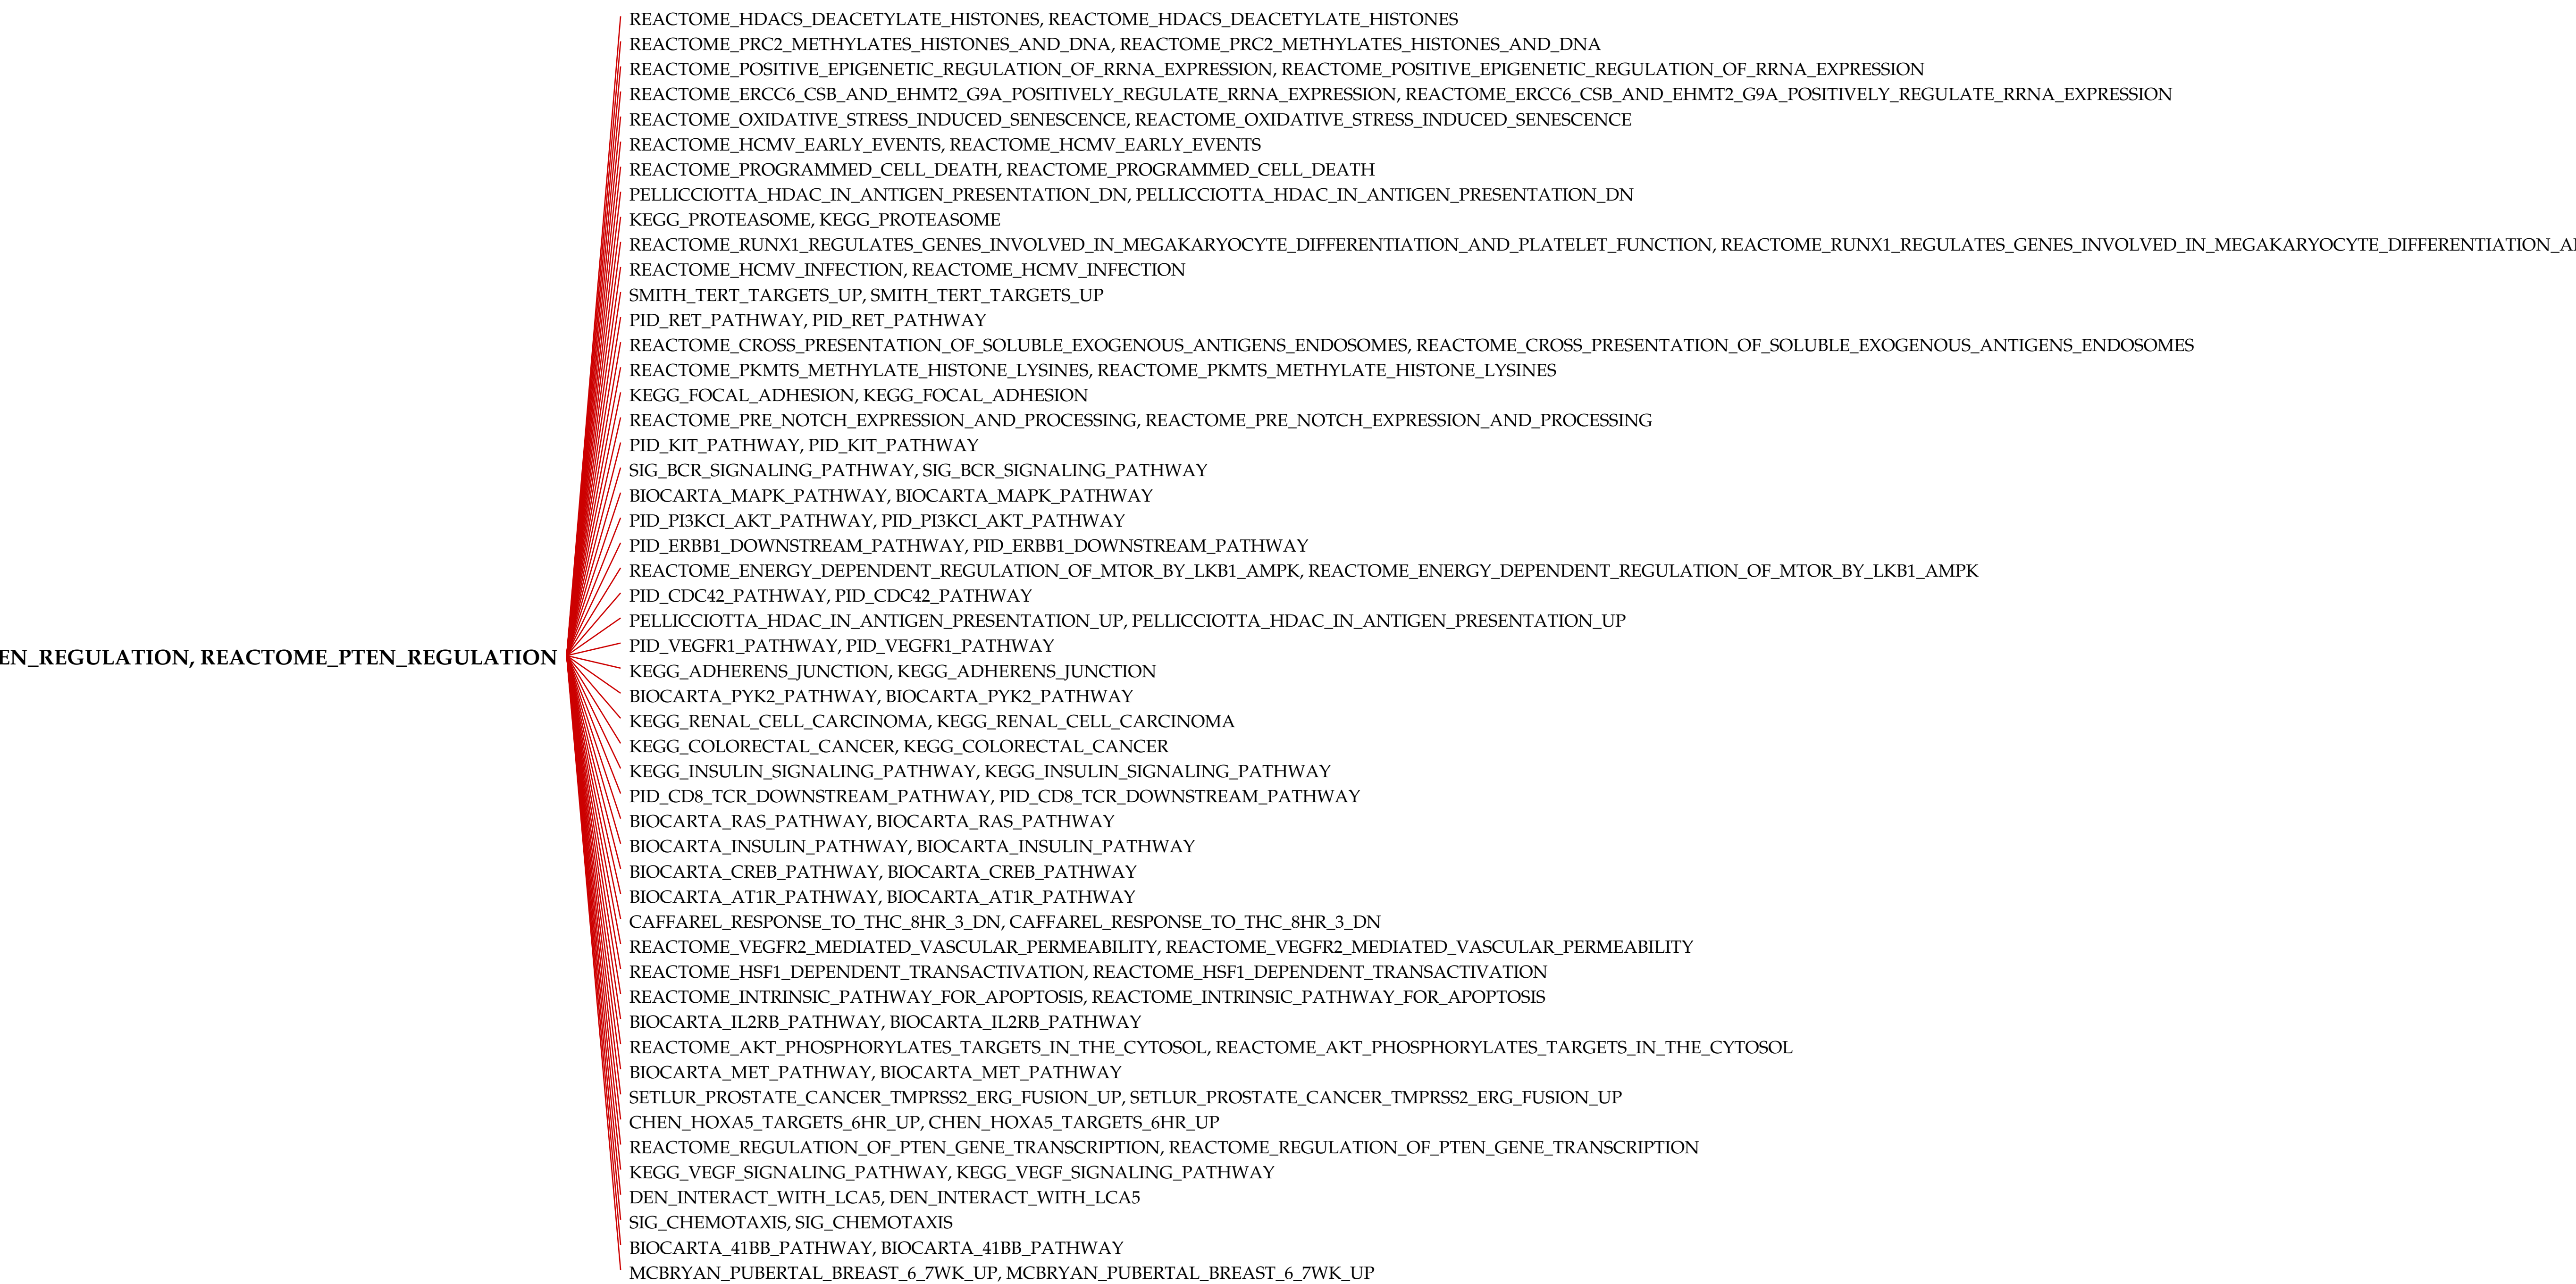 REACTOME_HDACS_DEACETYLATE_HISTONES, REACTOME_HDACS_DEACETYLATE_HISTONES
REACTOME_PRC2_METHYLATES_HISTONES_AND_DNA, REACTOME_PRC2_METHYLATES_HISTONES_AND_DNA
REACTOME_POSITIVE_EPIGENETIC_REGULATION_OF_RRNA_EXPRESSION, REACTOME_POSITIVE_EPIGENETIC_REGULATION_OF_RRNA_EXPRESSION
REACTOME_ERCC6_CSB_AND_EHMT2_G9A_POSITIVELY_REGULATE_RRNA_EXPRESSION, REACTOME_ERCC6_CSB_AND_EHMT2_G9A_POSITIVELY_REGULATE_RRNA_EXPRESSION
REACTOME_OXIDATIVE_STRESS_INDUCED_SENESCENCE, REACTOME_OXIDATIVE_STRESS_INDUCED_SENESCENCE
REACTOME_HCMV_EARLY_EVENTS, REACTOME_HCMV_EARLY_EVENTS
REACTOME_PROGRAMMED_CELL_DEATH, REACTOME_PROGRAMMED_CELL_DEATH
PELLICCIOTTA_HDAC_IN_ANTIGEN_PRESENTATION_DN, PELLICCIOTTA_HDAC_IN_ANTIGEN_PRESENTATION_DN
KEGG_PROTEASOME, KEGG_PROTEASOME
REACTOME_RUNX1_REGULATES_GENES_INVOLVED_IN_MEGAKARYOCYTE_DIFFERENTIATION_AND_PLATELET_FUNCTION, REACTOME_RUNX1_REGULATES_GENES_INVOLVED_IN_MEGAKARYOCYTE_DIFFERENTIATION_A
REACTOME_HCMV_INFECTION, REACTOME_HCMV_INFECTION
SMITH_TERT_TARGETS_UP, SMITH_TERT_TARGETS_UP
PID_RET_PATHWAY, PID_RET_PATHWAY
REACTOME_CROSS_PRESENTATION_OF_SOLUBLE_EXOGENOUS_ANTIGENS_ENDOSOMES, REACTOME_CROSS_PRESENTATION_OF_SOLUBLE_EXOGENOUS_ANTIGENS_ENDOSOMES
REACTOME_PKMTS_METHYLATE_HISTONE_LYSINES, REACTOME_PKMTS_METHYLATE_HISTONE_LYSINES
KEGG_FOCAL_ADHESION, KEGG_FOCAL_ADHESION
REACTOME_PRE_NOTCH_EXPRESSION_AND_PROCESSING, REACTOME_PRE_NOTCH_EXPRESSION_AND_PROCESSING
PID_KIT_PATHWAY, PID_KIT_PATHWAY
SIG_BCR_SIGNALING_PATHWAY, SIG_BCR_SIGNALING_PATHWAY
BIOCARTA_MAPK_PATHWAY, BIOCARTA_MAPK_PATHWAY
PID_PI3KCI_AKT_PATHWAY, PID_PI3KCI_AKT_PATHWAY
PID_ERBB1_DOWNSTREAM_PATHWAY, PID_ERBB1_DOWNSTREAM_PATHWAY
REACTOME_ENERGY_DEPENDENT_REGULATION_OF_MTOR_BY_LKB1_AMPK, REACTOME_ENERGY_DEPENDENT_REGULATION_OF_MTOR_BY_LKB1_AMPK
PID_CDC42_PATHWAY, PID_CDC42_PATHWAY
PELLICCIOTTA_HDAC_IN_ANTIGEN_PRESENTATION_UP, PELLICCIOTTA_HDAC_IN_ANTIGEN_PRESENTATION_UP
PID_VEGFR1_PATHWAY, PID_VEGFR1_PATHWAY
EN_REGULATION, REACTOME_PTEN_REGULATION
KEGG_ADHERENS_JUNCTION, KEGG_ADHERENS_JUNCTION
BIOCARTA_PYK2_PATHWAY, BIOCARTA_PYK2_PATHWAY
KEGG_RENAL_CELL_CARCINOMA, KEGG_RENAL_CELL_CARCINOMA
KEGG_COLORECTAL_CANCER, KEGG_COLORECTAL_CANCER
KEGG_INSULIN_SIGNALING_PATHWAY, KEGG_INSULIN_SIGNALING_PATHWAY
PID_CD8_TCR_DOWNSTREAM_PATHWAY, PID_CD8_TCR_DOWNSTREAM_PATHWAY
BIOCARTA_RAS_PATHWAY, BIOCARTA_RAS_PATHWAY
BIOCARTA_INSULIN_PATHWAY, BIOCARTA_INSULIN_PATHWAY
BIOCARTA_CREB_PATHWAY, BIOCARTA_CREB_PATHWAY
BIOCARTA_AT1R_PATHWAY, BIOCARTA_AT1R_PATHWAY
CAFFAREL_RESPONSE_TO_THC_8HR_3_DN, CAFFAREL_RESPONSE_TO_THC_8HR_3_DN
REACTOME_VEGFR2_MEDIATED_VASCULAR_PERMEABILITY, REACTOME_VEGFR2_MEDIATED_VASCULAR_PERMEABILITY
REACTOME_HSF1_DEPENDENT_TRANSACTIVATION, REACTOME_HSF1_DEPENDENT_TRANSACTIVATION
REACTOME_INTRINSIC_PATHWAY_FOR_APOPTOSIS, REACTOME_INTRINSIC_PATHWAY_FOR_APOPTOSIS
BIOCARTA_IL2RB_PATHWAY, BIOCARTA_IL2RB_PATHWAY
REACTOME_AKT_PHOSPHORYLATES_TARGETS_IN_THE_CYTOSOL, REACTOME_AKT_PHOSPHORYLATES_TARGETS_IN_THE_CYTOSOL
BIOCARTA_MET_PATHWAY, BIOCARTA_MET_PATHWAY
SETLUR_PROSTATE_CANCER_TMPRSS2_ERG_FUSION_UP, SETLUR_PROSTATE_CANCER_TMPRSS2_ERG_FUSION_UP
CHEN_HOXA5_TARGETS_6HR_UP, CHEN_HOXA5_TARGETS_6HR_UP
REACTOME_REGULATION_OF_PTEN_GENE_TRANSCRIPTION, REACTOME_REGULATION_OF_PTEN_GENE_TRANSCRIPTION
KEGG_VEGF_SIGNALING_PATHWAY, KEGG_VEGF_SIGNALING_PATHWAY
DEN_INTERACT_WITH_LCA5, DEN_INTERACT_WITH_LCA5
SIG_CHEMOTAXIS, SIG_CHEMOTAXIS
BIOCARTA_41BB_PATHWAY, BIOCARTA_41BB_PATHWAY
MCBRYAN_PUBERTAL_BREAST_6_7WK_UP, MCBRYAN_PUBERTAL_BREAST_6_7WK_UP